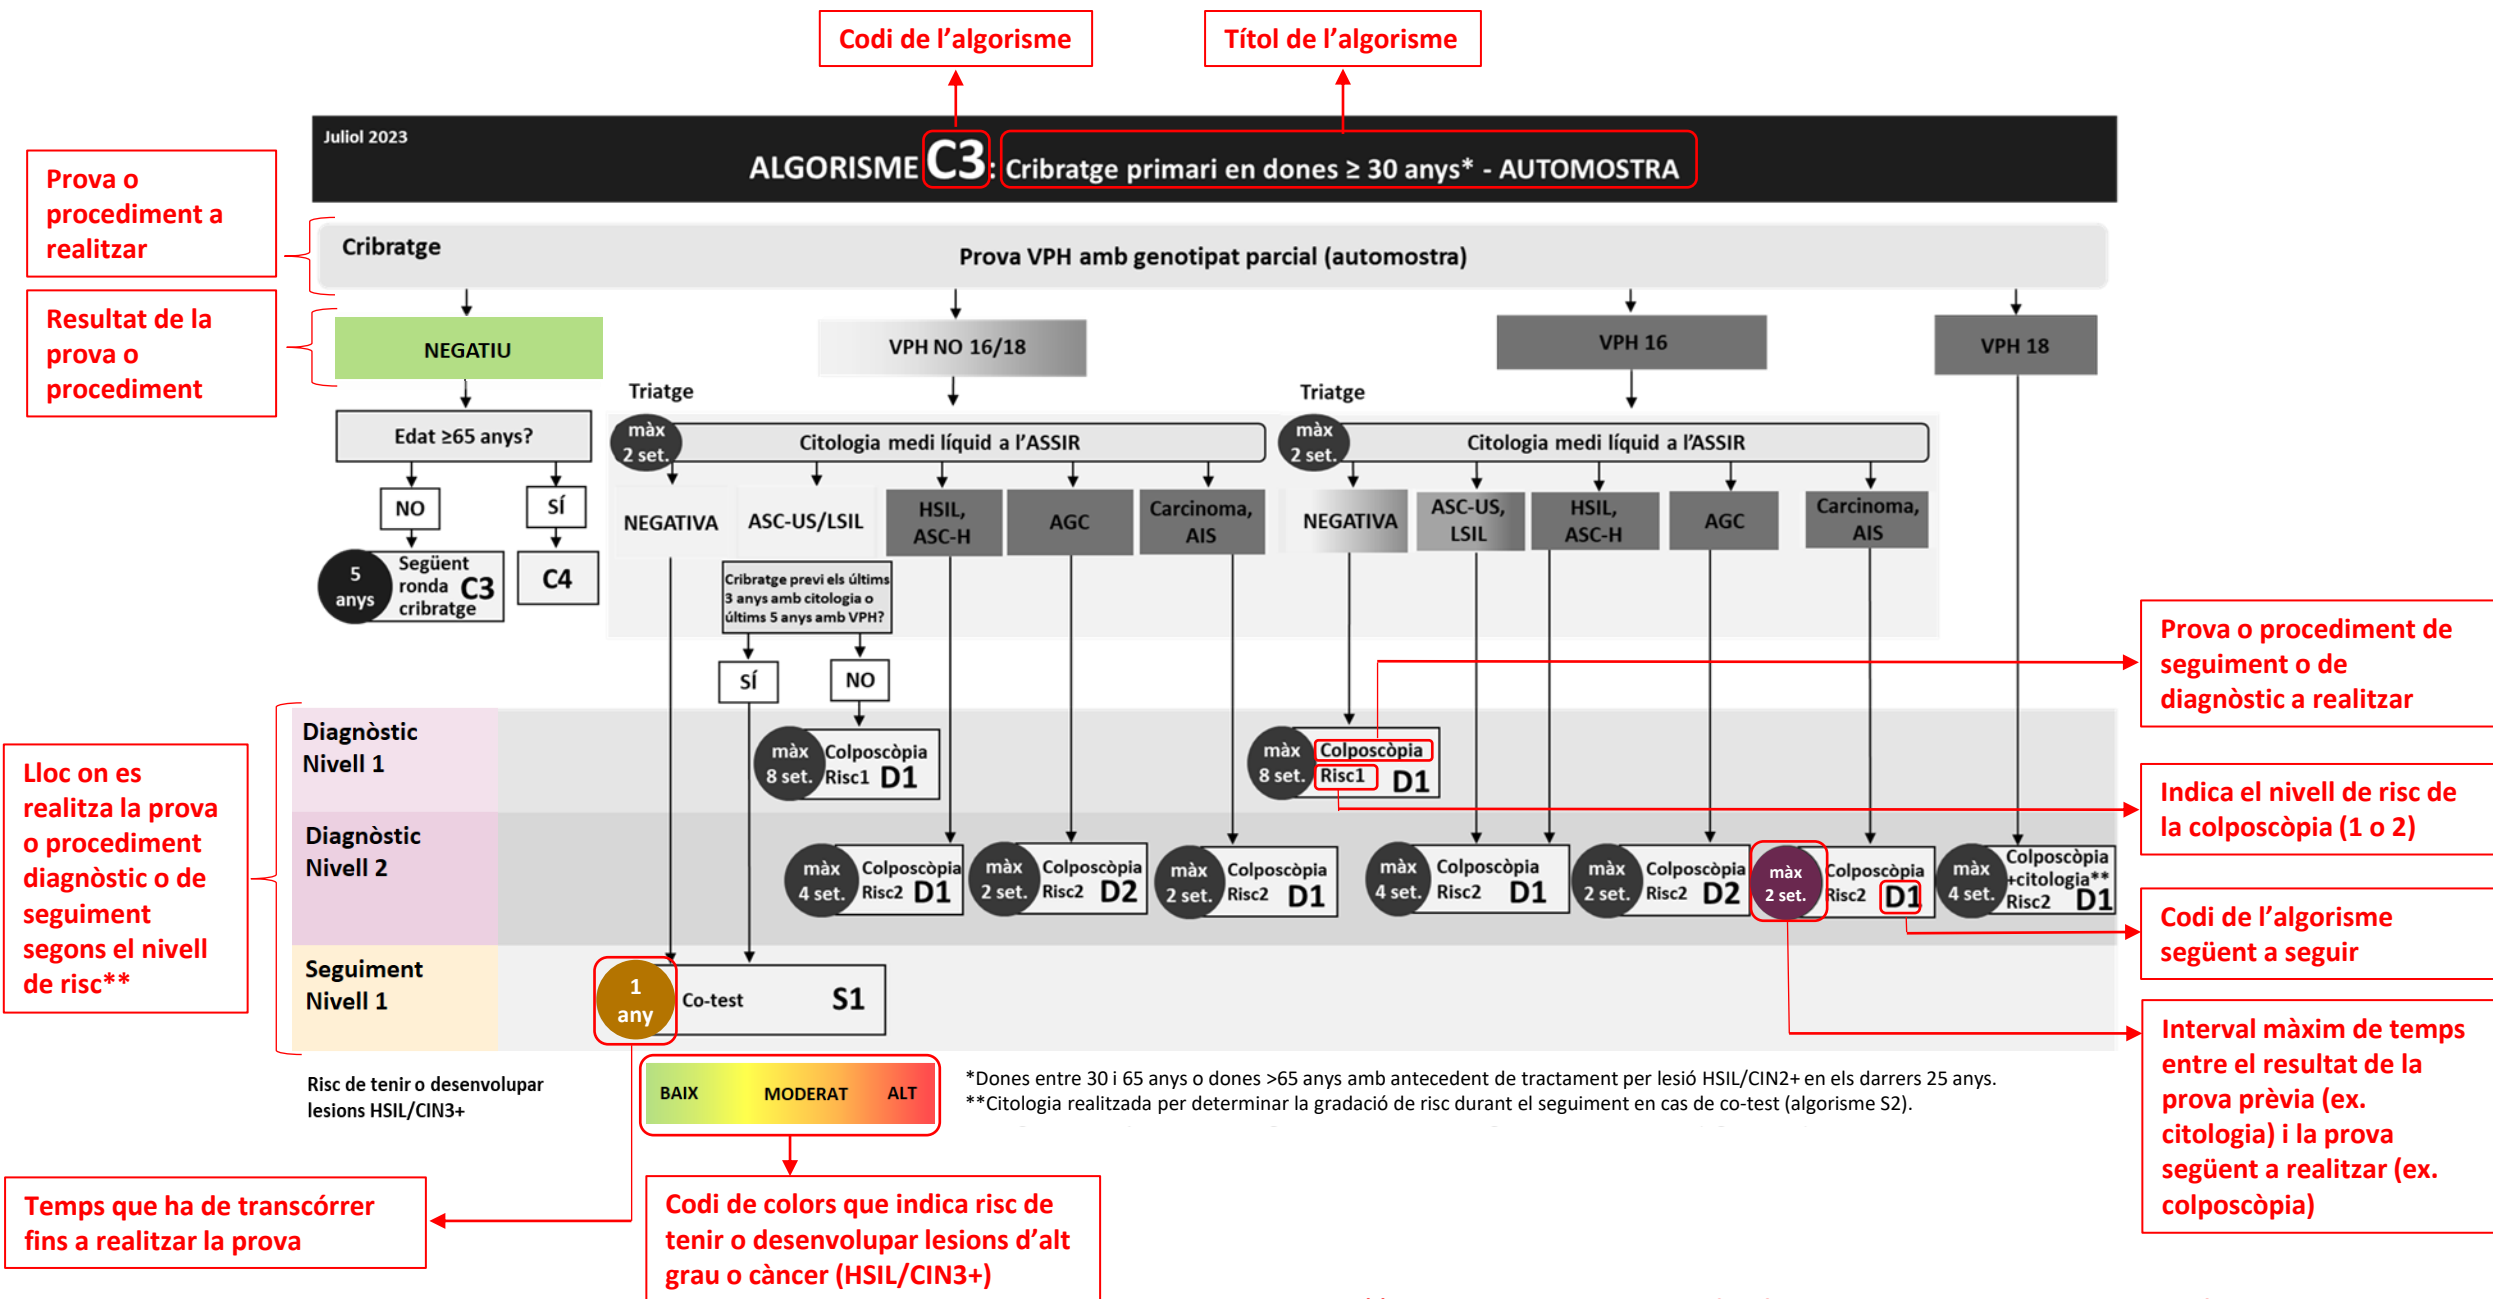 Codi de l’algorisme
Títol de l’algorisme
Juliol 2023
ALGORISME C3: Cribratge primari en dones ≥ 30 anys* - AUTOMOSTRA
Prova o
procediment a
realitzar
Cribratge
Prova VPH amb genotipat parcial (automostra)
Resultat de la
prova o
procediment
NEGATIU
VPH NO 16/18
VPH 16
VPH 18
Triatge
Triatge
Edat ≥65 anys?
màx
2 set.
Citologia medi líquid a l’ASSIR
màx
2 set.
Citologia medi líquid a l’ASSIR
NO
SÍ
NEGATIVA
ASC-US/LSIL
HSIL,
ASC-H
AGC
Carcinoma,
AIS
NEGATIVA
ASC-US,
LSIL
HSIL,
ASC-H
AGC
Carcinoma,
AIS
5
anys
Següent
ronda C3
cribratge
C4
Cribratge previ els últims
3 anys amb citologia o
últims 5 anys amb VPH?
SÍ
NO
Prova o procediment de
seguiment o de
diagnòstic a realitzar
Lloc on es
realitza la prova
o procediment
diagnòstic o de
seguiment
segons el nivell
de risc**
Diagnòstic
Nivell 1
màx
8 set.
Colposcòpia
Risc1 D1
màx
8 set.
Colposcòpia
Risc1 D1
Indica el nivell de risc de
la colposcòpia (1 o 2)
Diagnòstic
Nivell 2
màx
4 set.
Colposcòpia
Risc2 D1
màx
2 set.
Colposcòpia
Risc2 D2
màx
2 set.
Colposcòpia
Risc2 D1
màx
4 set.
Colposcòpia
Risc2 D1
màx
2 set.
Colposcòpia
Risc2 D2
màx
2 set.
Colposcòpia
Risc2 D1
màx
4 set.
Colposcòpia
+citologia**
Risc2 D1
Codi de l’algorisme
següent a seguir
Seguiment
Nivell 1
1
any
Co-test S1
Interval màxim de temps
entre el resultat de la
prova prèvia (ex.
citologia) i la prova
següent a realitzar (ex.
colposcòpia)
Risc de tenir o desenvolupar
lesions HSIL/CIN3+
BAIX MODERAT ALT
*Dones entre 30 i 65 anys o dones >65 anys amb antecedent de tractament per lesió HSIL/CIN2+ en els darrers 25 anys.
**Citologia realitzada per determinar la gradació de risc durant el seguiment en cas de co-test (algorisme S2).
Temps que ha de transcórrer
fins a realitzar la prova
Codi de colors que indica risc de
tenir o desenvolupar lesions d’alt
grau o càncer (HSIL/CIN3+)